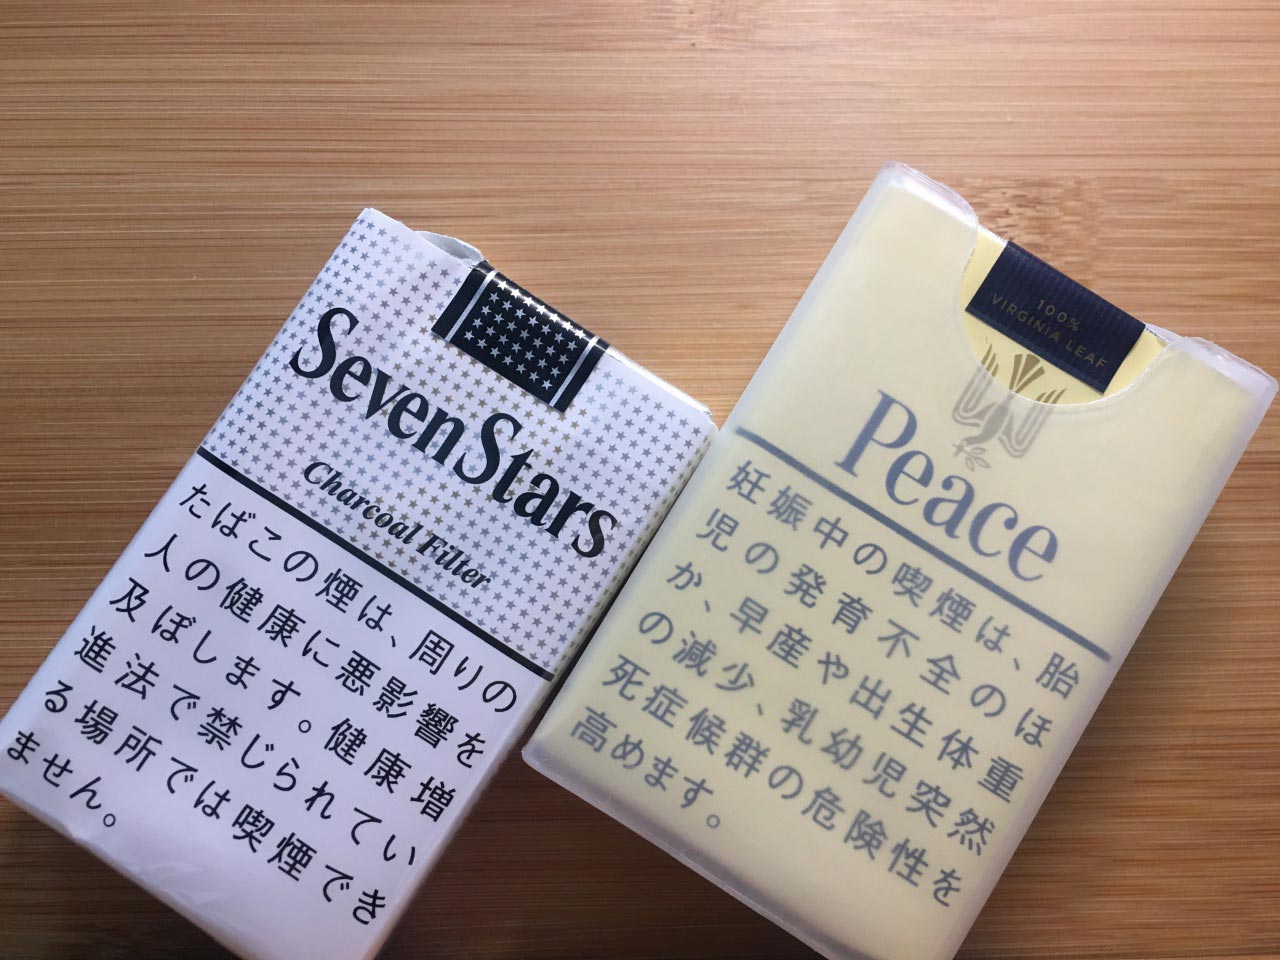 SevenStars
Charcoal Filter
たばこの煙は、周りの
人の健康に悪影響を
及ぼします。健康増
進法で禁じられてい
る場所では喫煙でき
ません。
100%
VIRGINIA LEAF
Peace
妊娠中の喫煙は、胎
児の発育不全のほ
か、早産や出生体重
の減少、乳幼児突然
死症候群の危険性を
高めます。